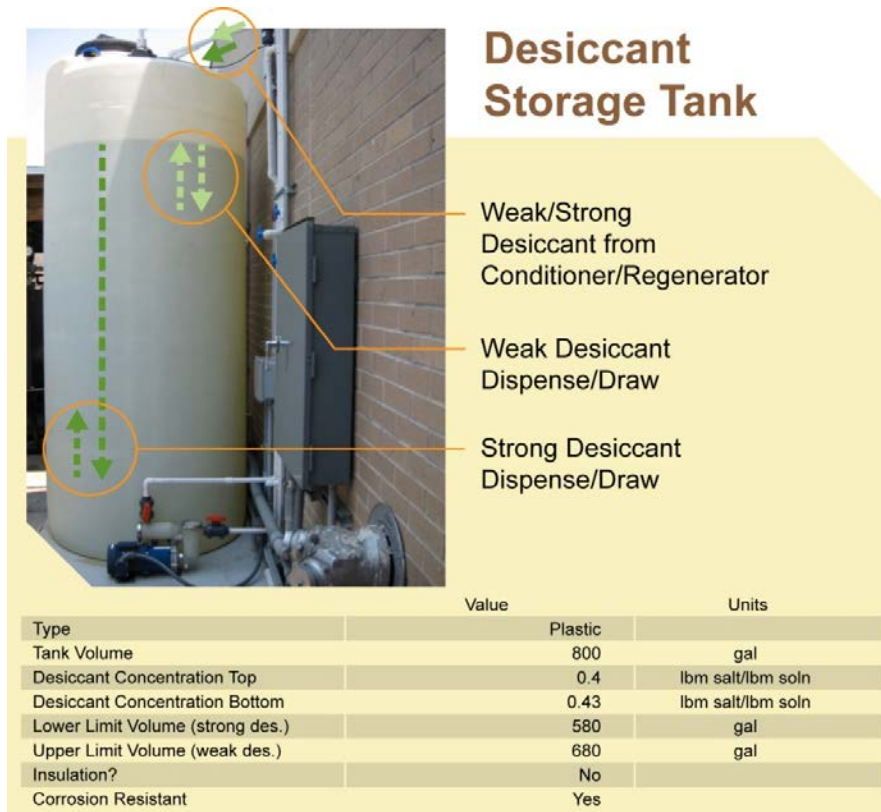 Desiccant
Storage Tank
Weak/Strong
Desiccant from
Conditioner/Regenerator
Weak Desiccant
Dispense/Draw
Strong Desiccant
Dispense/Draw
Value Units
Type Plastic
Tank Volume 800 gal
Desiccant Concentration Top 0.4 lbm salt/lbm soln
Desiccant Concentration Bottom 0.43 lbm salt/lbm soln
Lower Limit Volume (strong des.) 580 gal
Upper Limit Volume (weak des.) 680 gal
Insulation? No
Corrosion Resistant Yes